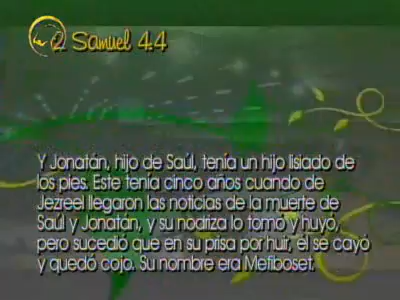 2. Samuel 4:4
Y Jonatán, hijo de Saúl, tenía un hijo lisiado de
los pies. Este tenía cinco años cuando de
Jezreel llegaron las noticias de la muerte de
Saúl y Jonatán, y su nodriza lo tomó y huyó,
pero sucedió que en su prisa por huir, él se cayó
y quedó cojo. Su nombre era Mefiboset.